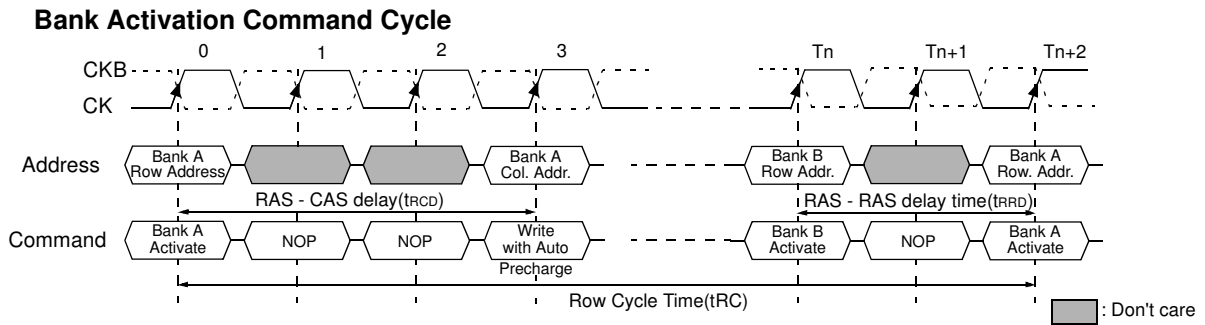 Bank Activation Command Cycle
0 1 2 3 Tn Tn+1 Tn+2
CKB
CK
Address
Bank A
Row Address
Bank A
Col. Addr.
Bank B
Row Addr.
Bank A
Row. Addr.
RAS - CAS delay(tRCD)
RAS - RAS delay time(tRRD)
Command
Bank A
Activate
NOP
NOP
Write
with Auto
Precharge
Bank B
Activate
NOP
Bank A
Activate
Row Cycle Time(tRC)
: Don't care